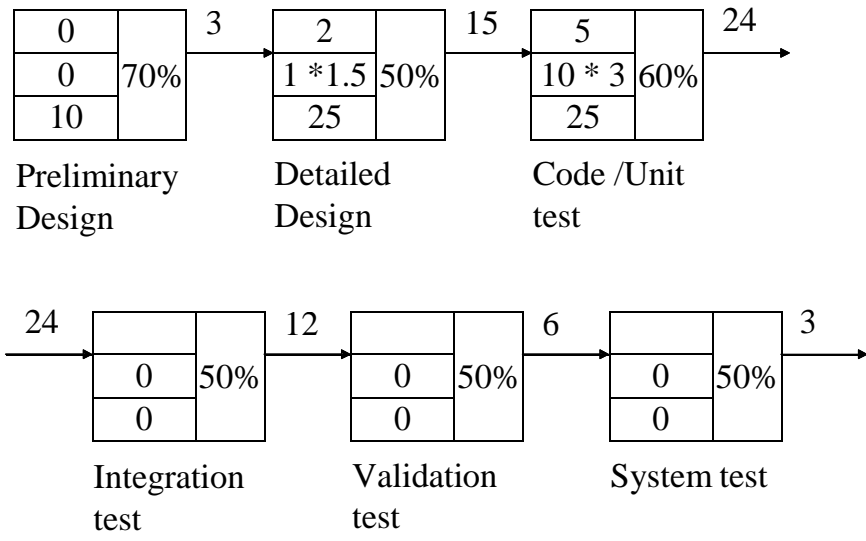 0
0
10
70%
3
2
1 *1.5
25
50%
15
5
10 * 3
25
60%
24
Preliminary
Design
Detailed
Design
Code /Unit
test
24
0
0
50%
12
0
0
50%
6
0
0
50%
3
Integration
test
Validation
test
System test